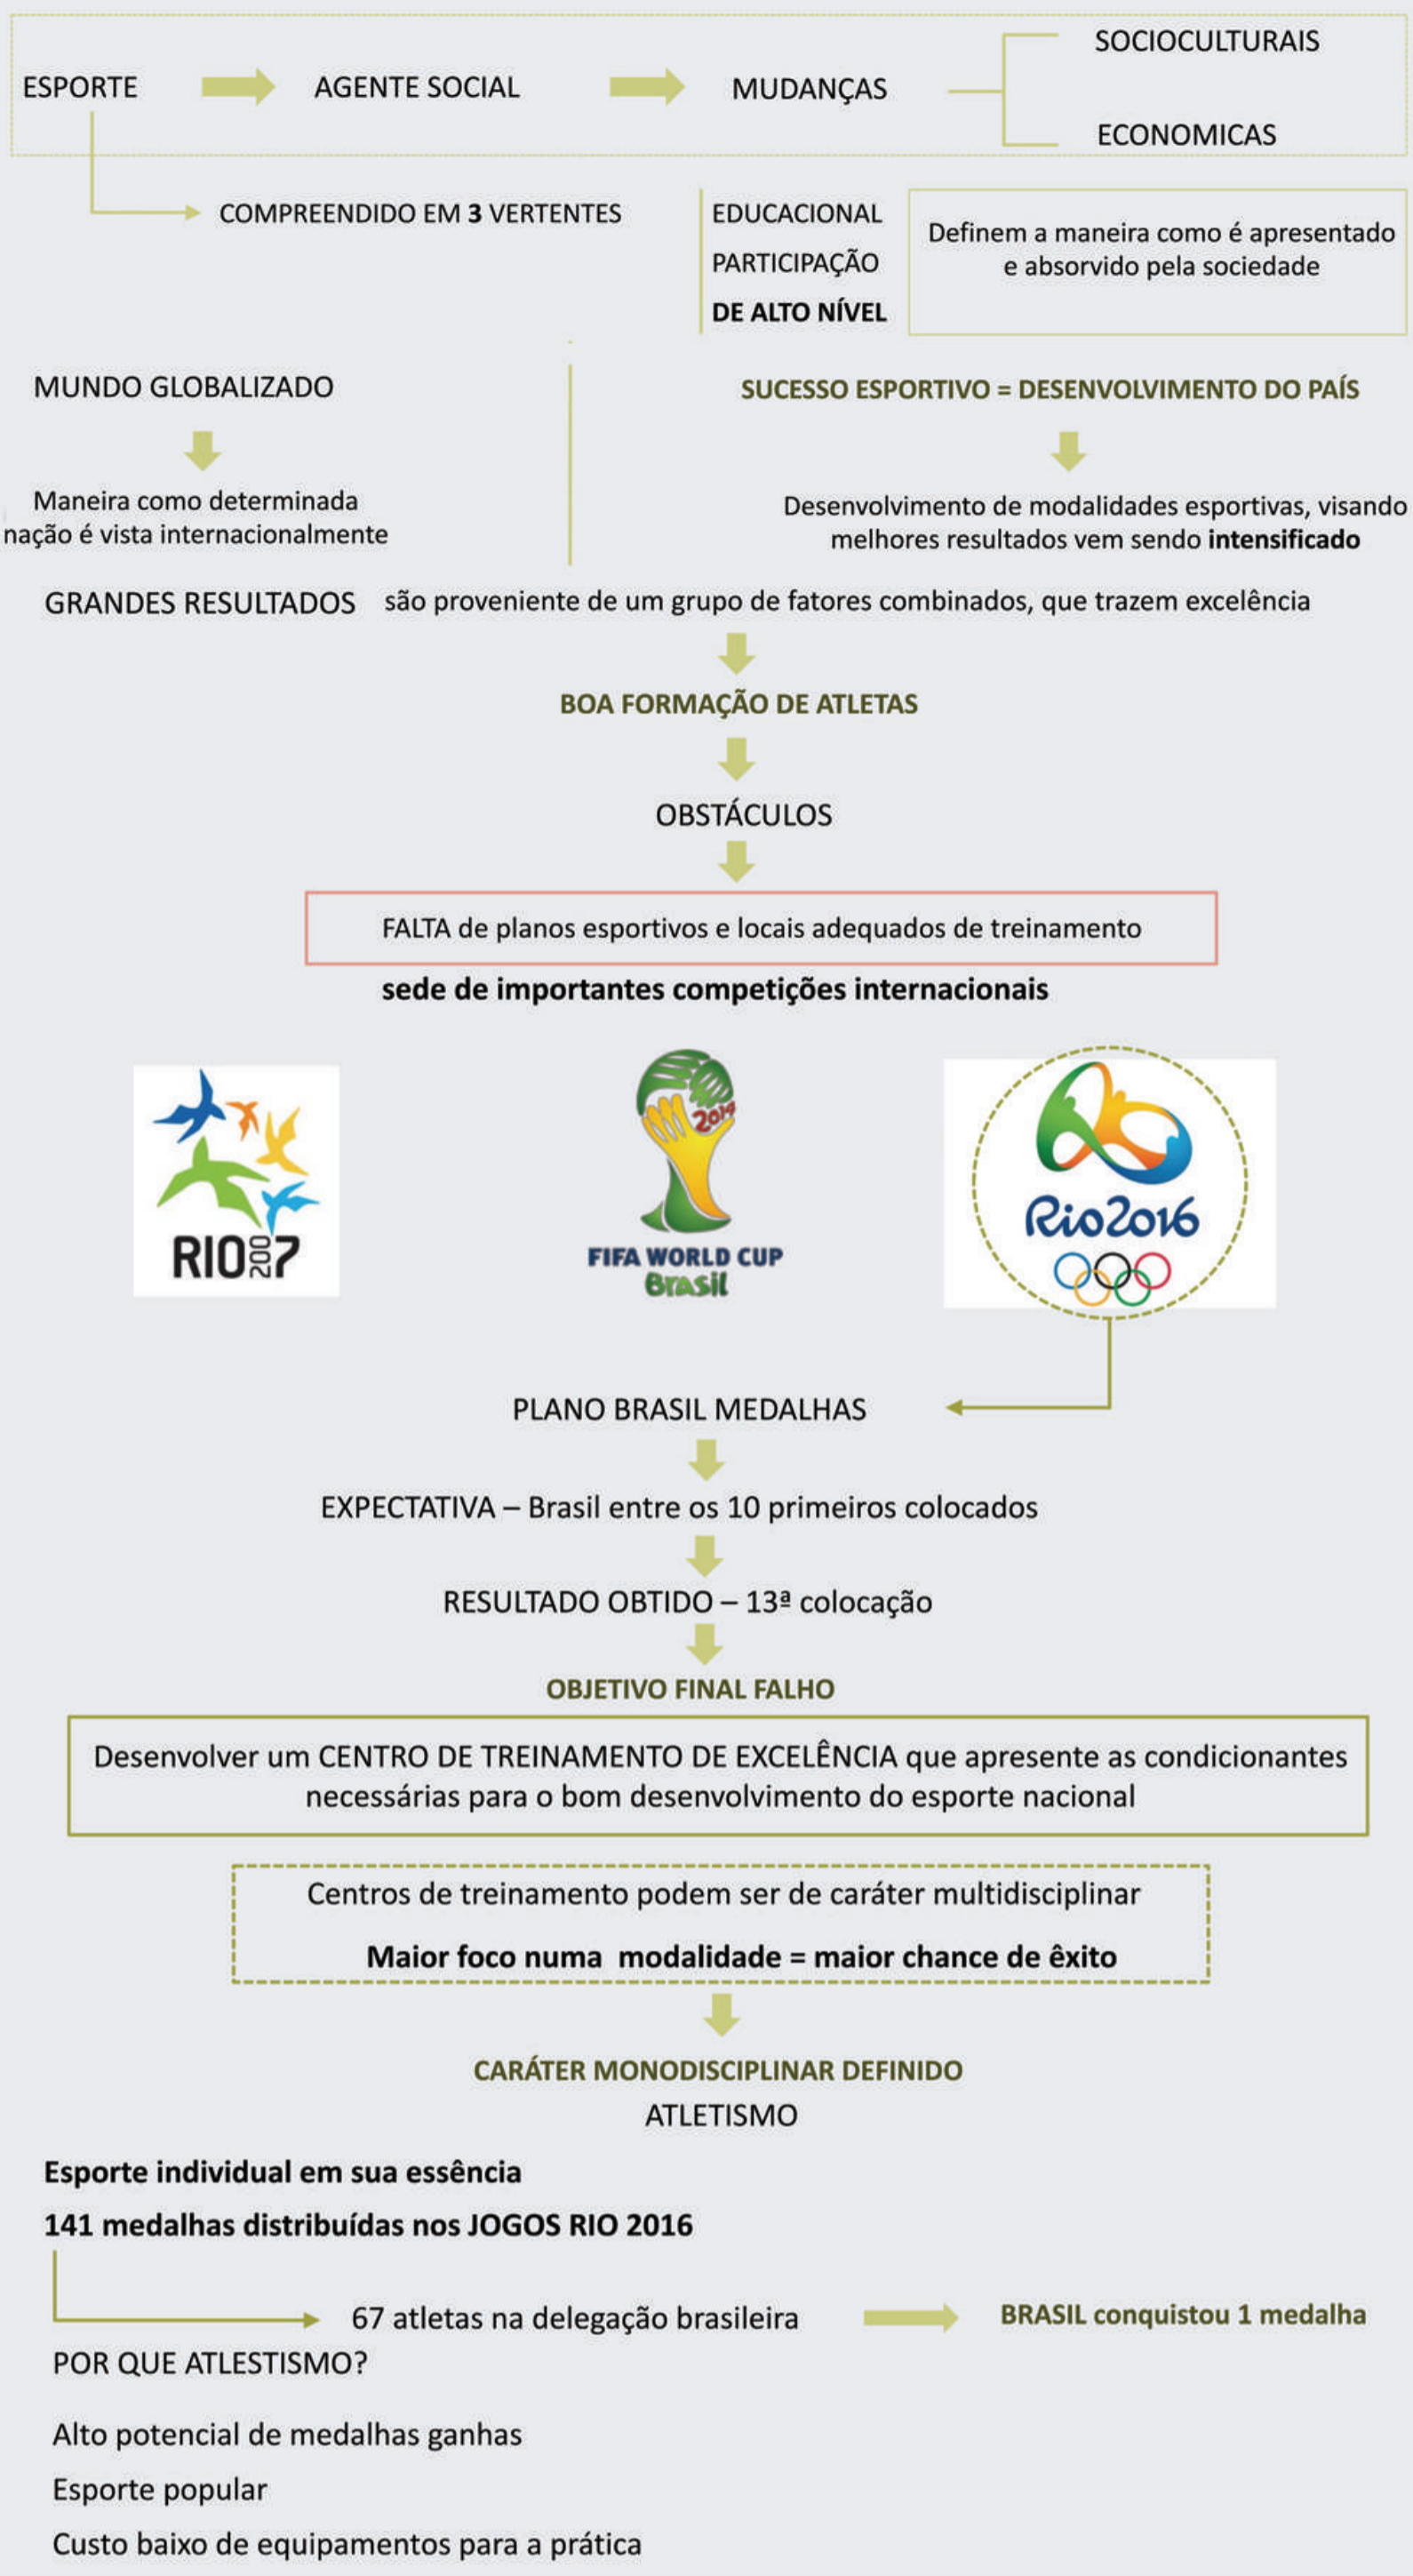 SOCIOCULTURAIS
ESPORTE AGENTE SOCIAL MUDANÇAS
ECONOMICAS
COMPREENDIDO EM 3 VERTENTES
EDUCACIONAL
PARTICIPAÇÃO
DE ALTO NÍVEL
Definem a maneira como é apresentado
e absorvido pela sociedade
MUNDO GLOBALIZADO
Maneira como determinada
nação é vista internacionalmente
SUCESSO ESPORTIVO = DESENVOLVIMENTO DO PAÍS
Desenvolvimento de modalidades esportivas, visando
melhores resultados vem sendo intensificado
GRANDES RESULTADOS são proveniente de um grupo de fatores combinados, que trazem excelência
BOA FORMAÇÃO DE ATLETAS
OBSTÁCULOS
FALTA de planos esportivos e locais adequados de treinamento
sede de importantes competições internacionais
RIO2007
2014
FIFA WORLD CUP
Brasil
Rio2016
PLANO BRASIL MEDALHAS
EXPECTATIVA – Brasil entre os 10 primeiros colocados
RESULTADO OBTIDO – 13ª colocação
OBJETIVO FINAL FALHO
Desenvolver um CENTRO DE TREINAMENTO DE EXCELÊNCIA que apresente as condicionantes
necessárias para o bom desenvolvimento do esporte nacional
Centros de treinamento podem ser de caráter multidisciplinar
Maior foco numa modalidade = maior chance de êxito
CARÁTER MONODISCIPLINAR DEFINIDO
ATLETISMO
Esporte individual em sua essência
141 medalhas distribuídas nos JOGOS RIO 2016
67 atletas na delegação brasileira BRASIL conquistou 1 medalha
POR QUE ATLESTISMO?
Alto potencial de medalhas ganhas
Esporte popular
Custo baixo de equipamentos para a prática